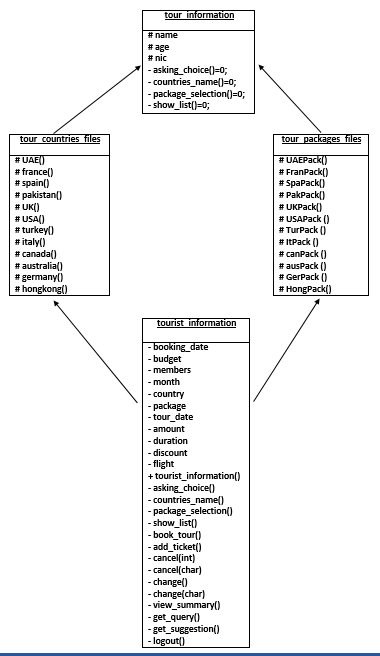 tour_information
# name
# age
# nic
- asking_choice()=0;
- countries_name()=0;
- package_selection()=0;
- show_list()=0;
tour_countries_files
# UAE()
# france()
# spain()
# pakistan()
# UK()
# USA()
# turkey()
# italy()
# canada()
# australia()
# germany()
# hongkong()
tour_packages_files
# UAEPack()
# FranPack()
# SpaPack()
# PakPack()
# UKPack()
# USAPack ()
# TurPack ()
# ItPack ()
# canPack ()
# ausPack ()
# GerPack ()
# HongPack()
tourist_information
- booking_date
- budget
- members
- month
- country
- package
- tour_date
- amount
- duration
- discount
- flight
+ tourist_information()
- asking_choice()
- countries_name()
- package_selection()
- show_list()
- book_tour()
- add_ticket()
- cancel(int)
- cancel(char)
- change()
- change(char)
- view_summary()
- get_query()
- get_suggestion()
- logout()